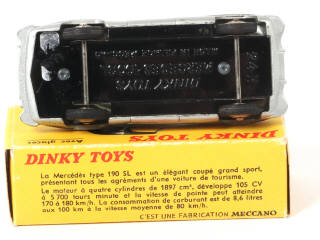 MADE IN FRANCE
DINKY TOYS
Avec glaces
DINKY TOYS
La Mercédès type 190 SL est un élégant coupé grand sport,
présentant tous les agréments d'une voiture de tourisme.
Le moteur à quatre cylindres de 1897 cm³, développe 105 CV
à 5 700 tours minute et la vitesse de pointe peut atteindre
170 à 180 km/h. La consommation de carburant est de 8,6 litres
aux 100 km à la vitesse moyenne de 80 km/h.
C'EST UNE FABRICATION MECCANO